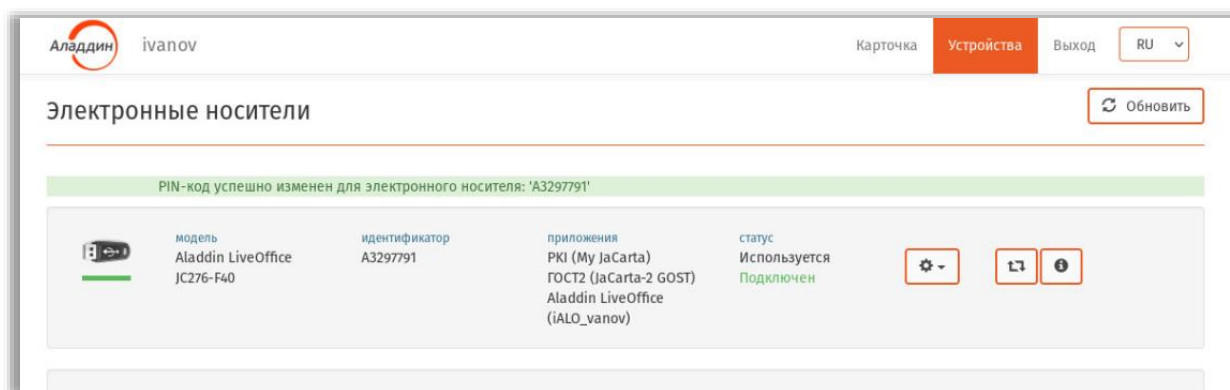 Аладдин ivanov Карточка Устройства Выход RU
Электронные носители Обновить
PIN-код успешно изменен для электронного носителя: 'A3297791'
модель идентификатор приложения статус
Aladdin LiveOffice A3297791 PKI (My JaCarta) Используется
JC276-F40 ГОСТ2 (JaCarta-2 GOST) Подключен
Aladdin LiveOffice
(iALO_vanov)